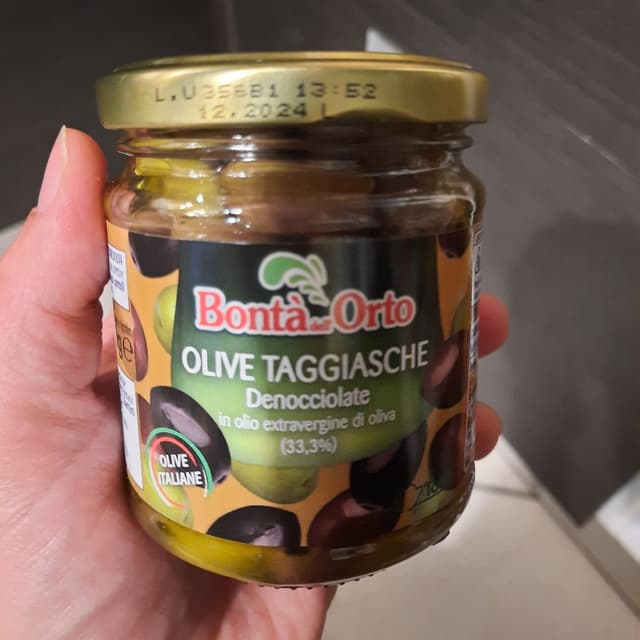 L.U356B1 13:52
12.2024 L
Bontà dell'Orto
OLIVE TAGGIASCHE
Denocciolate
in olio extravergine di oliva
(33,3%)
OLIVE
ITALIANE